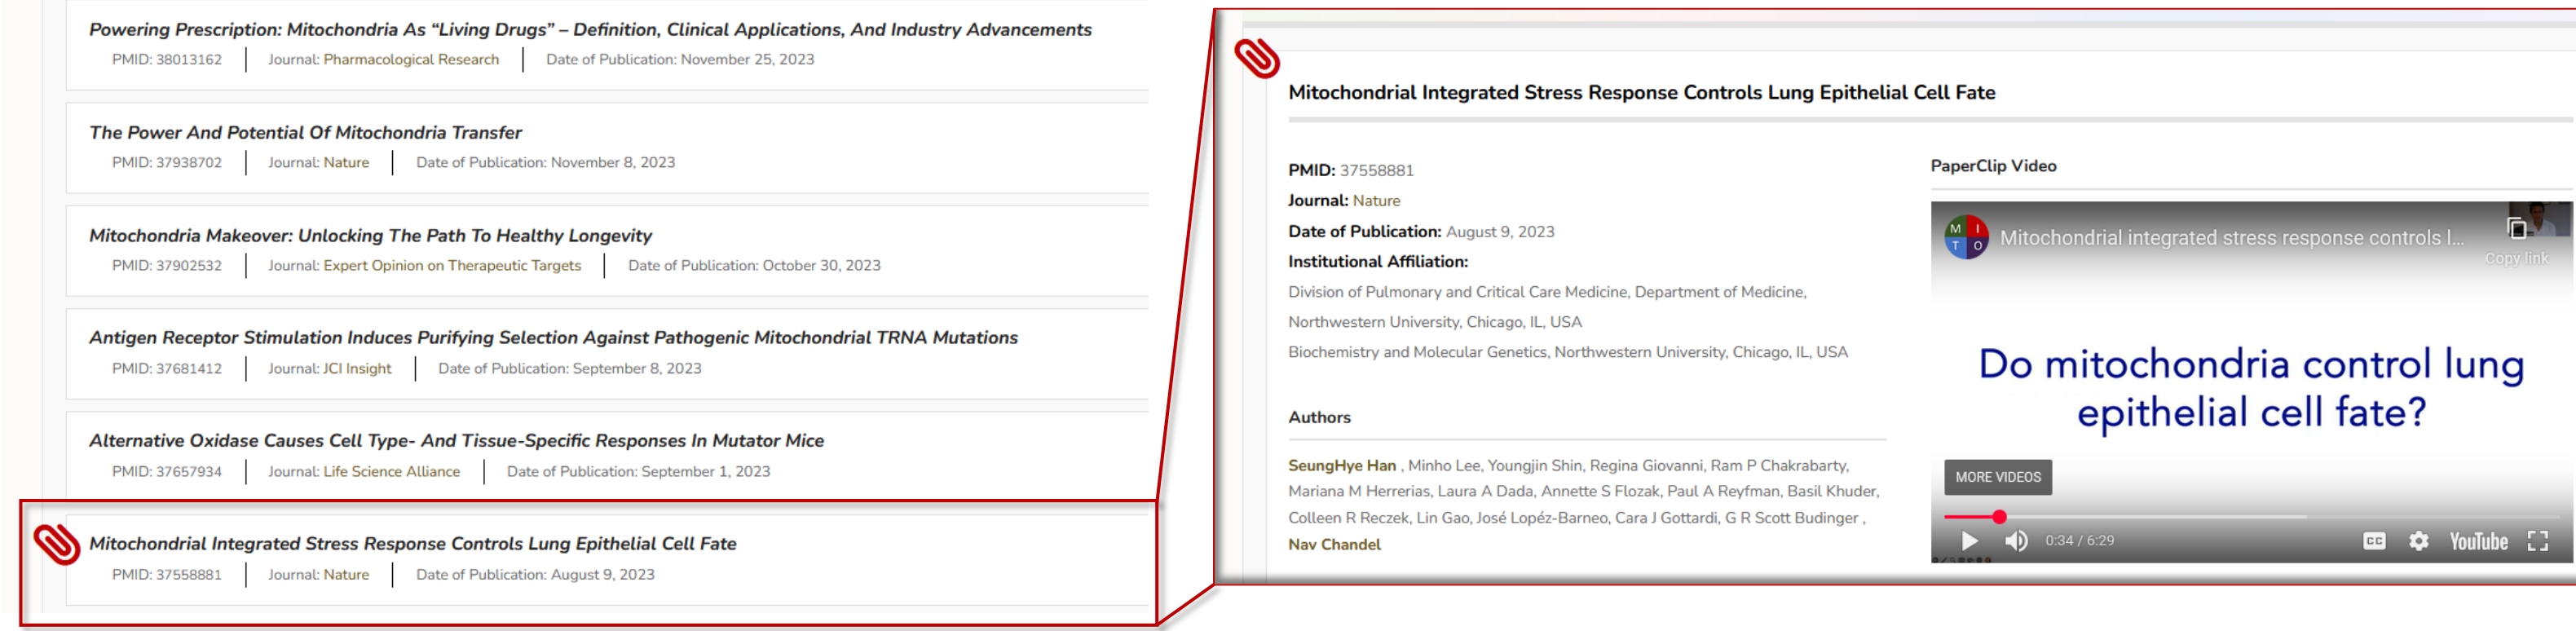 Powering Prescription: Mitochondria As “Living Drugs” – Definition, Clinical Applications, And Industry Advancements
PMID: 38013162 | Journal: Pharmacological Research | Date of Publication: November 25, 2023
The Power And Potential Of Mitochondria Transfer
PMID: 37938702 | Journal: Nature | Date of Publication: November 8, 2023
Mitochondria Makeover: Unlocking The Path To Healthy Longevity
PMID: 37902532 | Journal: Expert Opinion on Therapeutic Targets | Date of Publication: October 30, 2023
Antigen Receptor Stimulation Induces Purifying Selection Against Pathogenic Mitochondrial TRNA Mutations
PMID: 37681412 | Journal: JCI Insight | Date of Publication: September 8, 2023
Alternative Oxidase Causes Cell Type- And Tissue-Specific Responses In Mutator Mice
PMID: 37657934 | Journal: Life Science Alliance | Date of Publication: September 1, 2023
Mitochondrial Integrated Stress Response Controls Lung Epithelial Cell Fate
PMID: 37558881 | Journal: Nature | Date of Publication: August 9, 2023
Mitochondrial Integrated Stress Response Controls Lung Epithelial Cell Fate
PMID: 37558881
Journal: Nature
Date of Publication: August 9, 2023
Institutional Affiliation:
Division of Pulmonary and Critical Care Medicine, Department of Medicine,
Northwestern University, Chicago, IL, USA
Biochemistry and Molecular Genetics, Northwestern University, Chicago, IL, USA
Authors
SeungHye Han , Minho Lee, Youngjin Shin, Regina Giovanni, Ram P Chakrabarty,
Mariana M Herrerias, Laura A Dada, Annette S Flozak, Paul A Reyfman, Basil Khuder,
Colleen R Reczek, Lin Gao, José Lopéz-Barneo, Cara J Gottardi, G R Scott Budinger ,
Nav Chandel
PaperClip Video
M I
T O
Mitochondrial integrated stress response controls l...
Copy link
Do mitochondria control lung
epithelial cell fate?
MORE VIDEOS
0:34 / 6:29
CC
YouTube